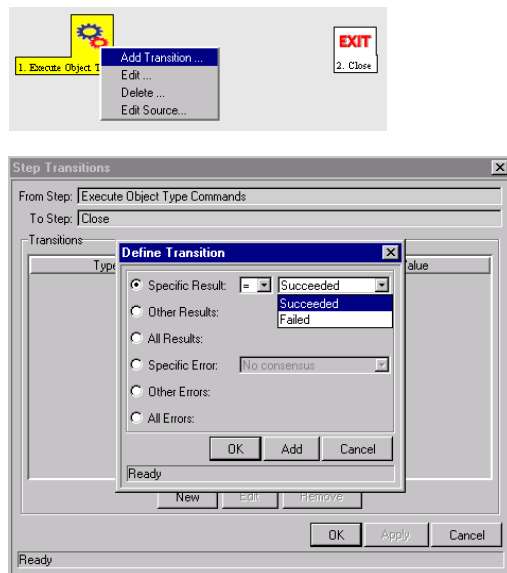 1. Execute Object T
Add Transition ...
Edit ...
Delete ...
Edit Source...
EXIT
2. Close
Step Transitions
From Step: Execute Object Type Commands
To Step: Close
Transitions
Type
Value
Define Transition
Specific Result: = Succeeded
Succeeded
Failed
Other Results:
All Results:
Specific Error: No consensus
Other Errors:
All Errors:
OK Add Cancel
Ready
New Edit Remove
OK Apply Cancel
Ready